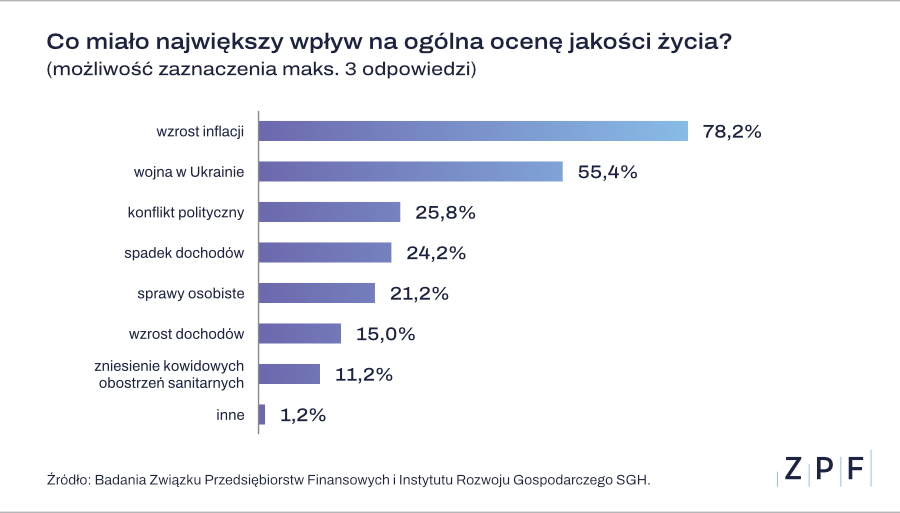 Co miało największy wpływ na ogólna ocenę jakości życia?
(możliwość zaznaczenia maks. 3 odpowiedzi)
wzrost inflacji 78,2%
wojna w Ukrainie 55,4%
konflikt polityczny 25,8%
spadek dochodów 24,2%
sprawy osobiste 21,2%
wzrost dochodów 15,0%
zniesienie kowidowych
obostrzeń sanitarnych 11,2%
inne 1,2%
Źródło: Badania Związku Przedsiębiorstw Finansowych i Instytutu Rozwoju Gospodarczego SGH.
ZPF